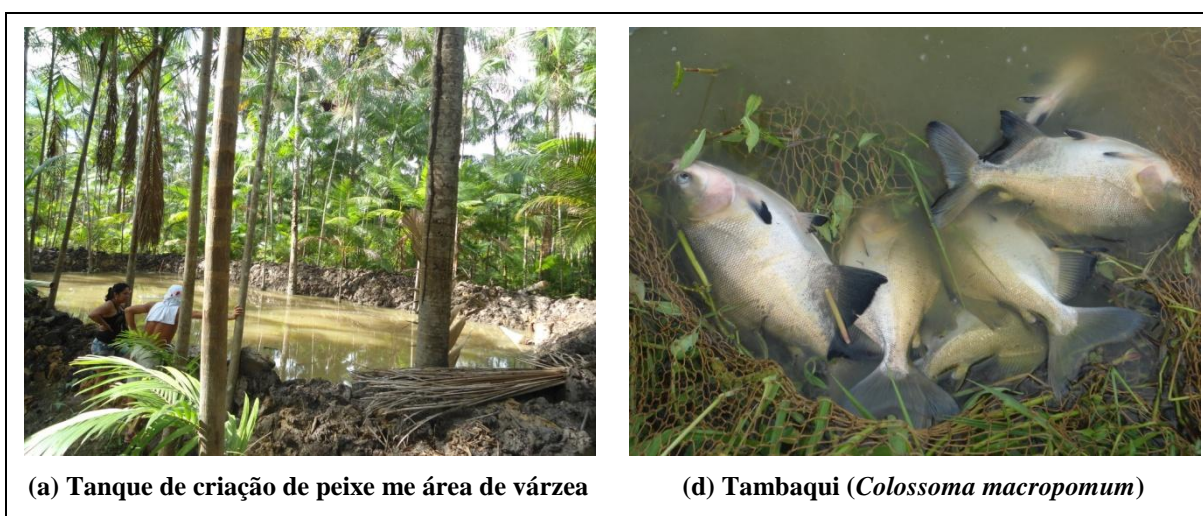 (a) Tanque de criação de peixe me área de várzea
(d) Tambaqui (Colossoma macropomum)